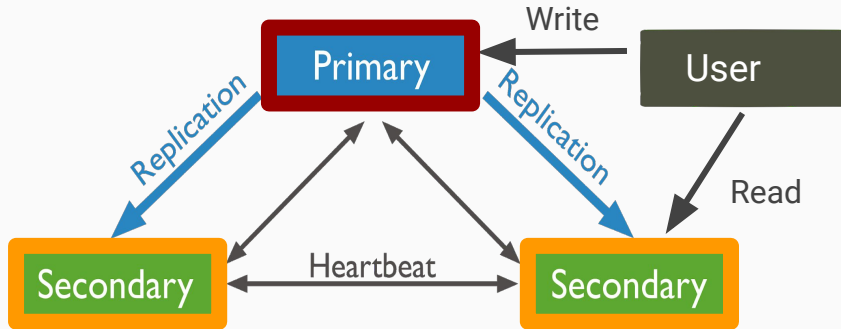 Write
Primary
User
Replication
Replication
Read
Heartbeat
Secondary
Secondary